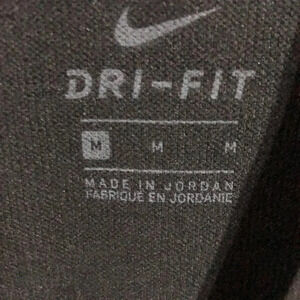 DRI-FIT
M M M
MADE IN JORDAN
FABRIQUE EN JORDANIE